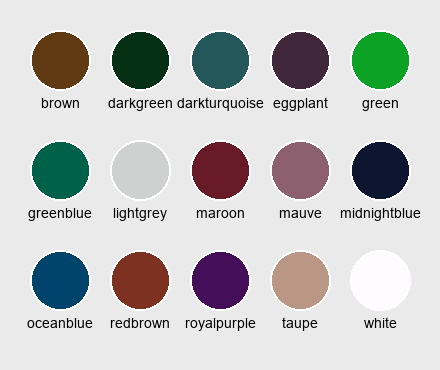 brown darkgreen darkturquoise eggplant green
greenblue lightgrey maroon mauve midnightblue
oceanblue redbrown royalpurple taupe white